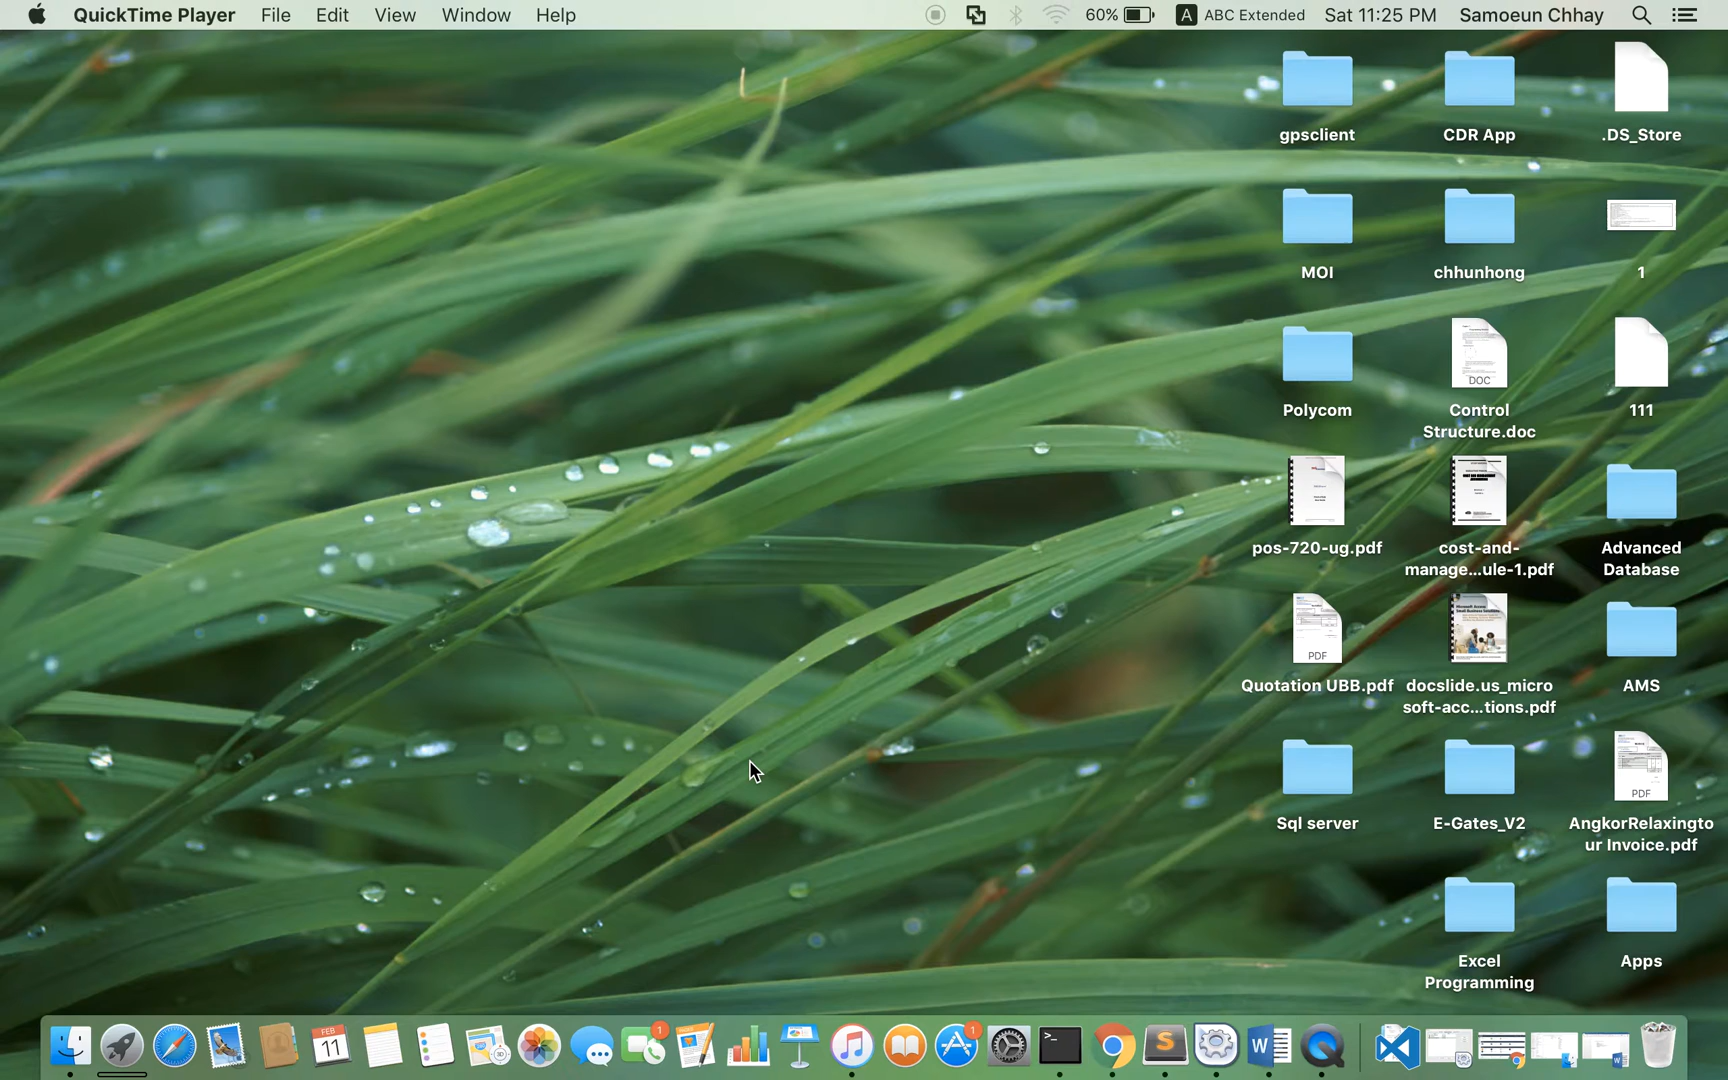 QuickTime Player File Edit View Window Help 60% A ABC Extended Sat 11:25 PM Samoeun Chhay
gpsclient CDR App .DS_Store
MOI chhunhong 1
DOC
Polycom Control 111
Structure.doc
pos-720-ug.pdf cost-and- Advanced
manage...ule-1.pdf Database
PDF
Quotation UBB.pdf docslide.us_micro AMS
soft-acc...tions.pdf
PDF
Sql server E-Gates_V2 AngkorRelaxingto
ur Invoice.pdf
Excel Apps
Programming
FEB 1 1
11 3D >_ S W